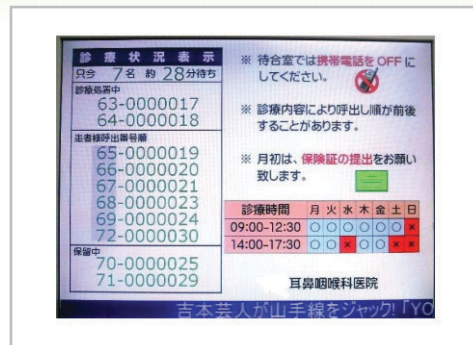 診療状況表示
只今 7名 約 28分待ち
診療処置中
63-0000017
64-0000018
患者様呼出番号順
65-0000019
66-0000020
67-0000021
68-0000023
69-0000024
72-0000030
保留中
70-0000025
71-0000029
※ 待合室では携帯電話を OFF に
してください。
※ 診療内容により呼出し順が前後
することがあります。
※ 月初は、保険証の提出をお願い
致します。
診療時間 月 火 水 木 金 土 日
09:00-12:30 ○ ○ ○ ○ ○ ○ ×
14:00-17:30 ○ ○ × ○ ○ × ×
耳鼻咽喉科医院
吉本芸人が山手線をジャック!「YO